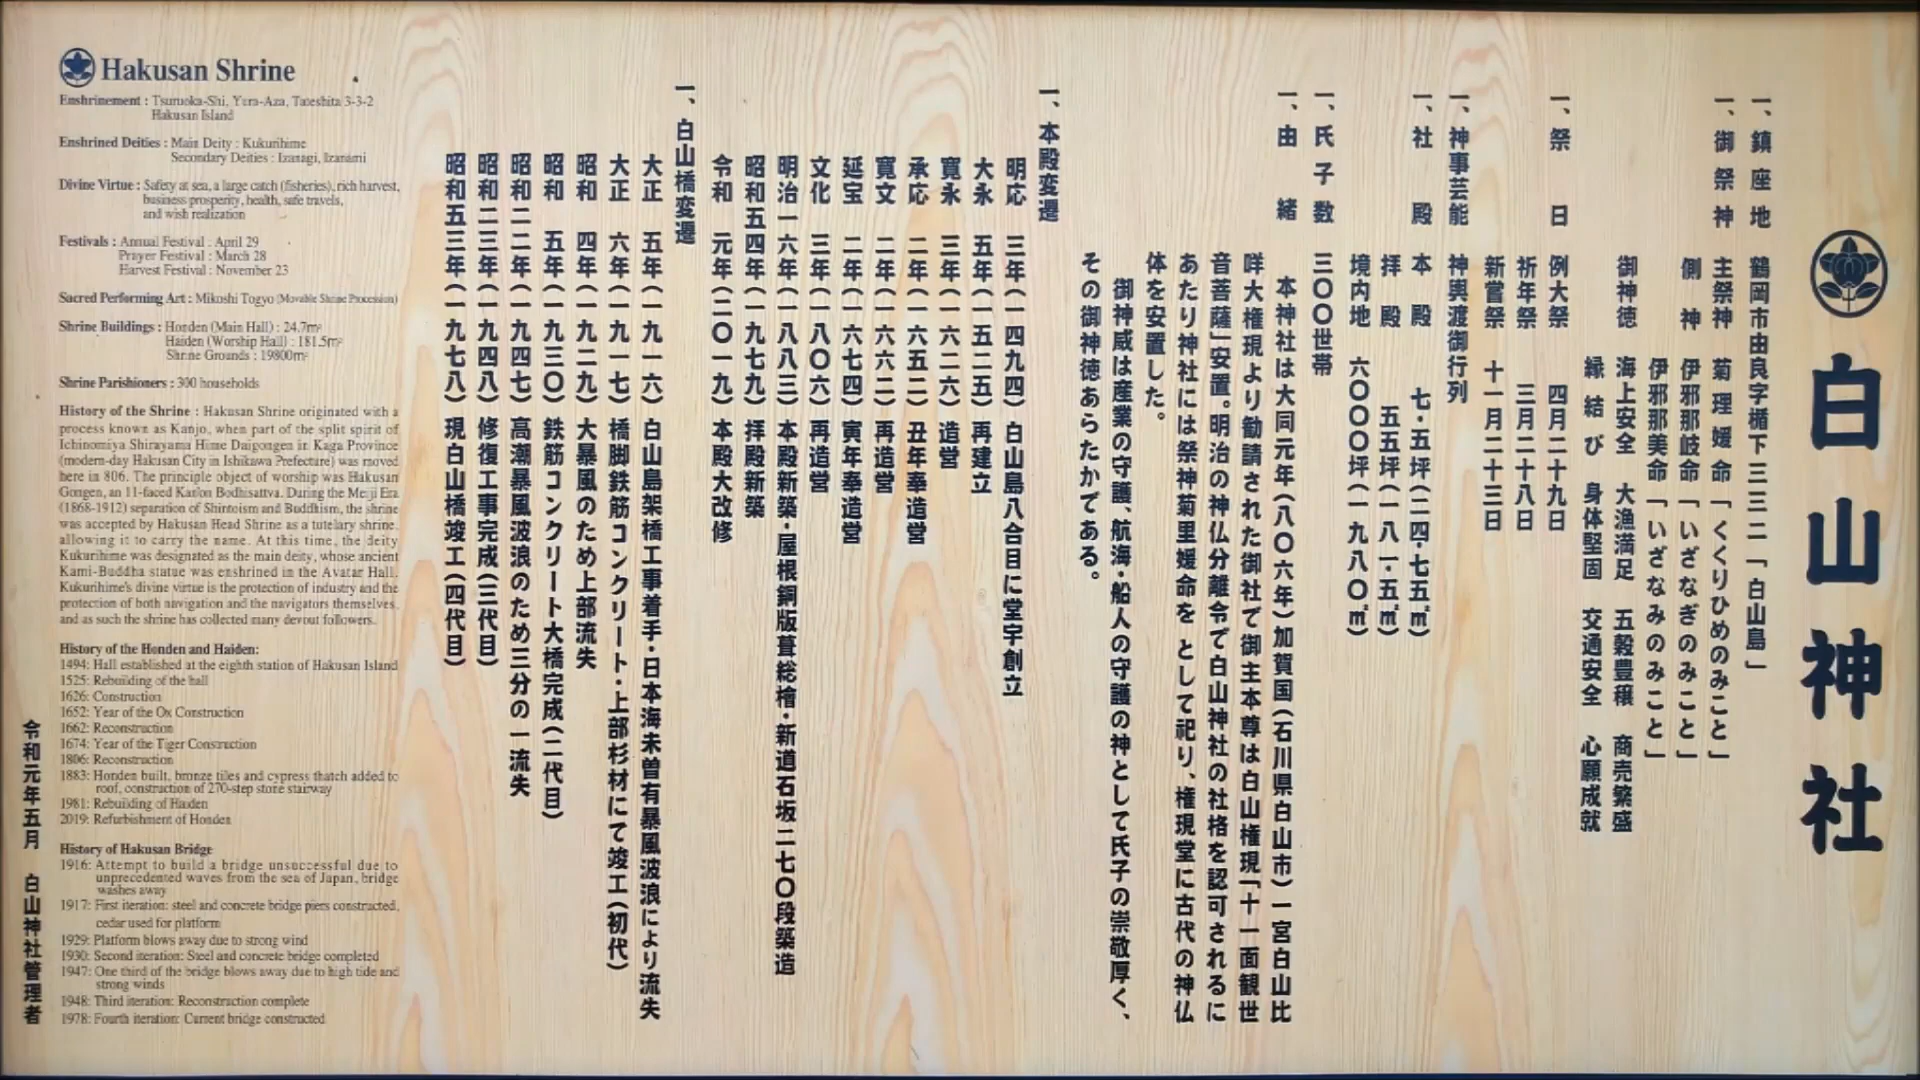 白山神社
一、鎮座地　鶴岡市由良字楯下三三二「白山島」
一、御祭神　主祭神　菊理媛命「くくりひめのみこと」
側神　伊邪那岐命「いざなぎのみこと」
伊邪那美命「いざなみのみこと」
御神徳　海上安全　大漁満足　五穀豊穣　商売繁盛
縁結び　身体堅固　交通安全　心願成就
一、祭日　例大祭　四月二十九日
祈年祭　三月二十八日
新嘗祭　十一月二十三日
一、神事芸能　神輿渡御行列
一、社殿　本殿　七・五坪(二四・七五㎡)
拝殿　五五坪(一八一・五㎡)
境内地　六〇〇〇坪(一九八〇㎡)
一、氏子数　三〇〇世帯
一、由緒　本神社は大同元年(八〇六年)加賀国(石川県白山市)一宮白山比
咩大権現より勧請された御社で御主本尊は白山権現「十一面観世
音菩薩」安置。明治の神仏分離令で白山神社の社格を認可されるに
あたり神社には祭神菊里媛命を として祀り、権現堂に古代の神仏
体を安置した。
御神威は産業の守護、航海・船人の守護の神として氏子の崇敬厚く、
その御神徳あらたかである。
一、本殿変遷
明応　三年(一四九四)白山島八合目に堂宇創立
大永　五年(一五二五)再建立
寛永　三年(一六二六)造営
承応　二年(一六五二)丑年奉造営
寛文　二年(一六六二)再造営
延宝　二年(一六七四)寅年奉造営
文化　三年(一八〇六)再造営
明治一六年(一八八三)本殿新築・屋根銅版葺総檜・新道石坂二七〇段築造
昭和五四年(一九七九)拝殿新築
令和　元年(二〇一九)本殿大改修
一、白山橋変遷
大正　五年(一九一六)白山島架橋工事着手・日本海未曽有暴風波浪により流失
大正　六年(一九一七)橋脚鉄筋コンクリート・上部杉材にて竣工(初代)
昭和　四年(一九二九)大暴風のため上部流失
昭和　五年(一九三〇)鉄筋コンクリート大橋完成(二代目)
昭和二二年(一九四七)高潮暴風波浪のため三分の一流失
昭和二三年(一九四八)修復工事完成(三代目)
昭和五三年(一九七八)現白山橋竣工(四代目)
Hakusan Shrine
Enshrinement : Tsuruoka-Shi, Yura-Aza, Tateshita 3-3-2
Hakusan Island
Enshrined Deities : Main Deity : Kukurihime
Secondary Deities : Izanagi, Izanami
Divine Virtue : Safety at sea, a large catch (fisheries), rich harvest,
business prosperity, health, safe travels,
and wish realization
Festivals : Annual Festival : April 29
Prayer Festival : March 28
Harvest Festival : November 23
Sacred Performing Art : Mikoshi Togyo (Movable Shrine Procession)
Shrine Buildings : Honden (Main Hall) : 24.7m²
Haiden (Worship Hall) : 181.5m²
Shrine Grounds : 19800m²
Shrine Parishioners : 300 households
History of the Shrine : Hakusan Shrine originated with a
process known as Kanjo, when part of the split spirit of
Ichinomiya Shirayama Hime Daigongen in Kaga Province
(modern-day Hakusan City in Ishikawa Prefecture) was moved
here in 806. The principle object of worship was Hakusan
Gongen, an 11-faced Kan'on Bodhisattva. During the Meiji Era
(1868-1912) separation of Shintoism and Buddhism, the shrine
was accepted by Hakusan Head Shrine as a tutelary shrine,
allowing it to carry the name. At this time, the deity
Kukurihime was designated as the main deity, whose ancient
Kami-Buddha statue was enshrined in the Avatar Hall.
Kukurihime's divine virtue is the protection of industry and the
protection of both navigation and the navigators themselves,
and as such the shrine has collected many devout followers.
History of the Honden and Haiden:
1494: Hall established at the eighth station of Hakusan Island
1525: Rebuilding of the hall
1626: Construction
1652: Year of the Ox Construction
1662: Reconstruction
1674: Year of the Tiger Construction
1806: Reconstruction
1883: Honden built, bronze tiles and cypress thatch added to
roof, construction of 270-step stone stairway
1981: Rebuilding of Haiden
2019: Refurbishment of Honden
History of Hakusan Bridge
1916: Attempt to build a bridge unsuccessful due to
unprecedented waves from the sea of Japan, bridge
washes away
1917: First iteration: steel and concrete bridge piers constructed,
cedar used for platform
1929: Platform blows away due to strong wind
1930: Second iteration: Steel and concrete bridge completed
1947: One third of the bridge blows away due to high tide and
strong winds
1948: Third iteration: Reconstruction complete
1978: Fourth iteration: Current bridge constructed
令和元年五月　白山神社管理者